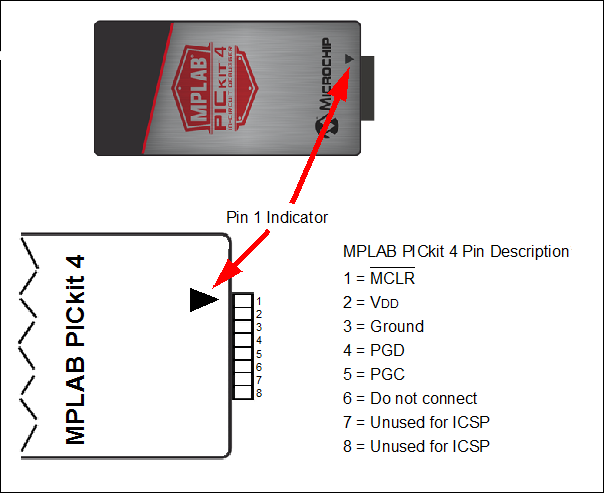 MPLAB®
PICkit 4
IN-CIRCUIT DEBUGGER
MICROCHIP
Pin 1 Indicator
MPLAB PICkit 4
1
2
3
4
5
6
7
8
MPLAB PICkit 4 Pin Description
1 = M̅C̅L̅R̅
2 = VDD
3 = Ground
4 = PGD
5 = PGC
6 = Do not connect
7 = Unused for ICSP
8 = Unused for ICSP